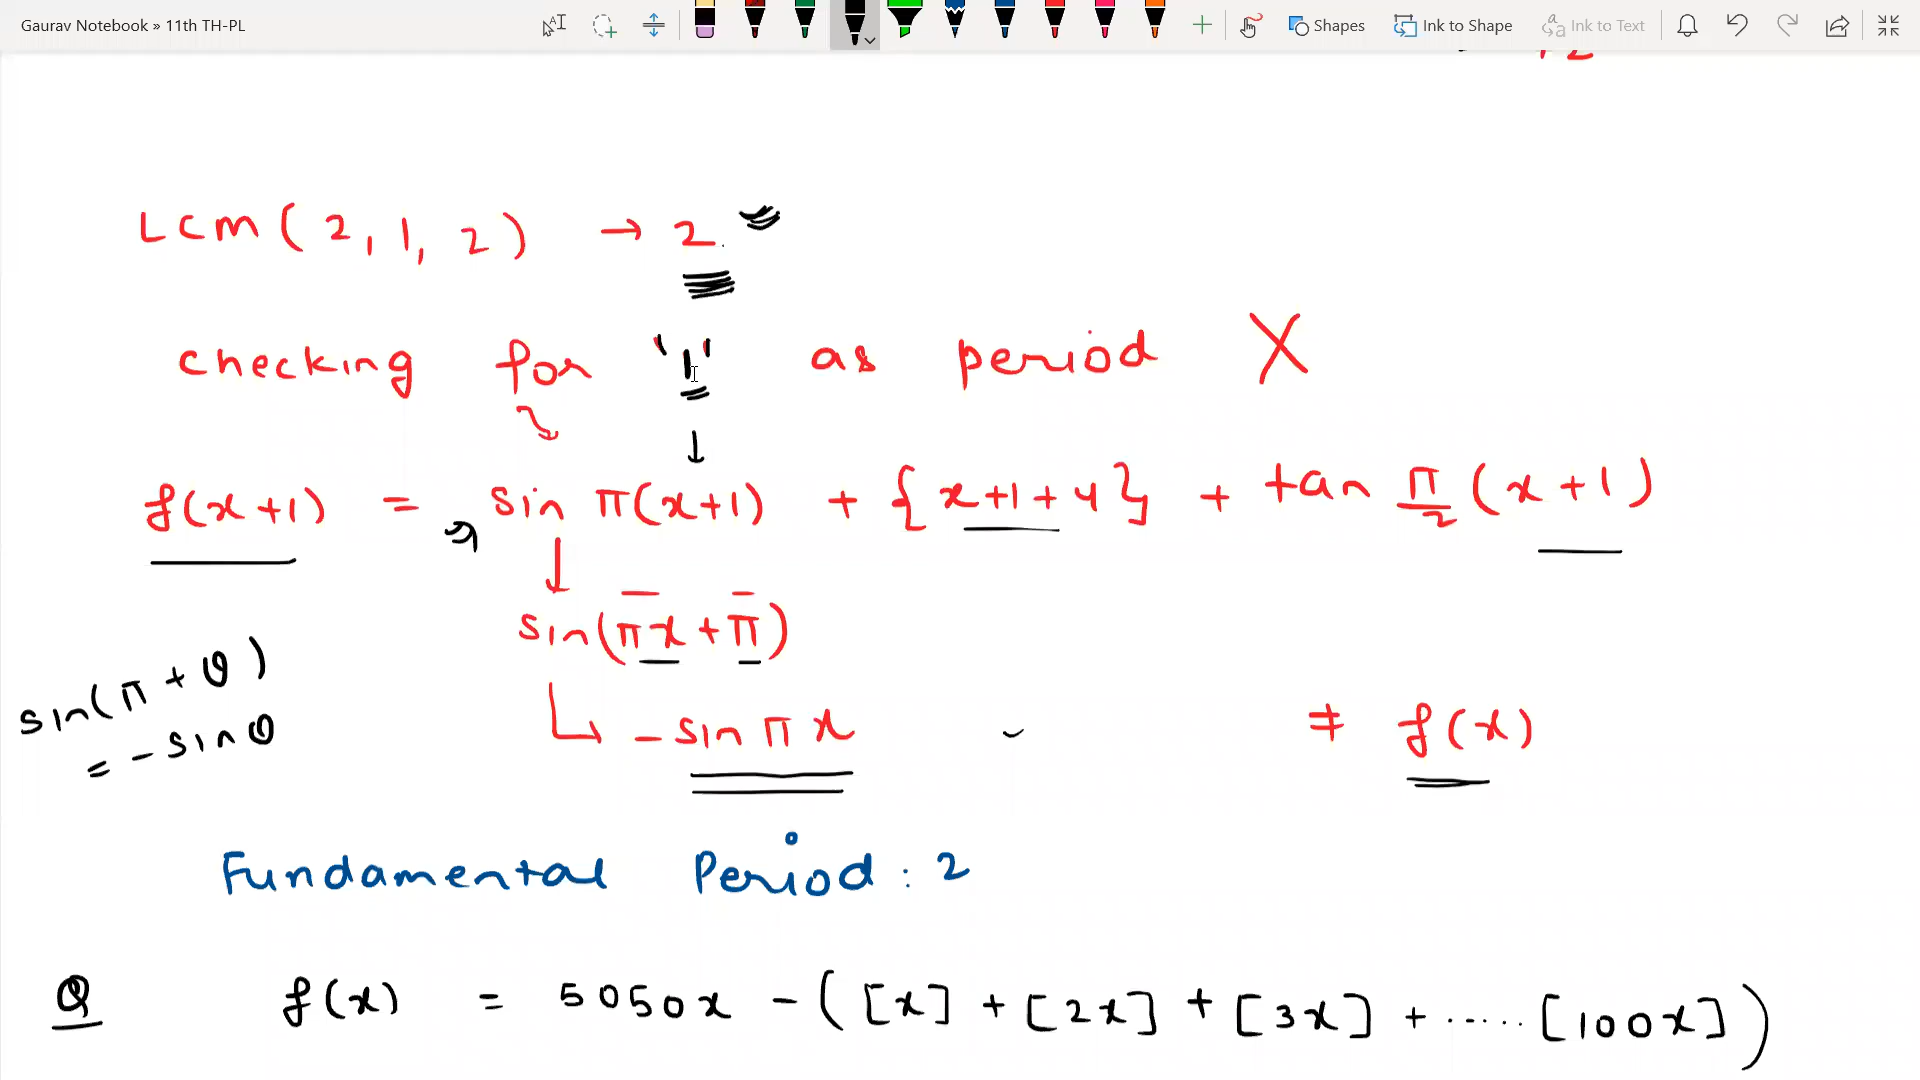 Gaurav Notebook » 11th TH-PL
Shapes Ink to Shape Ink to Text
Lcm(2, 1, 2) → 2
checking for '1' as period X
f(x+1) = sin π(x+1) + {x+1+4} + tan π/2 (x+1)
sin(πx+π)
sin(π+θ)
= -sinθ
-sin πx ≠ f(x)
Fundamental Period: 2
Q f(x) = 5050x - ([x] + [2x] + [3x] + ..... [100x])